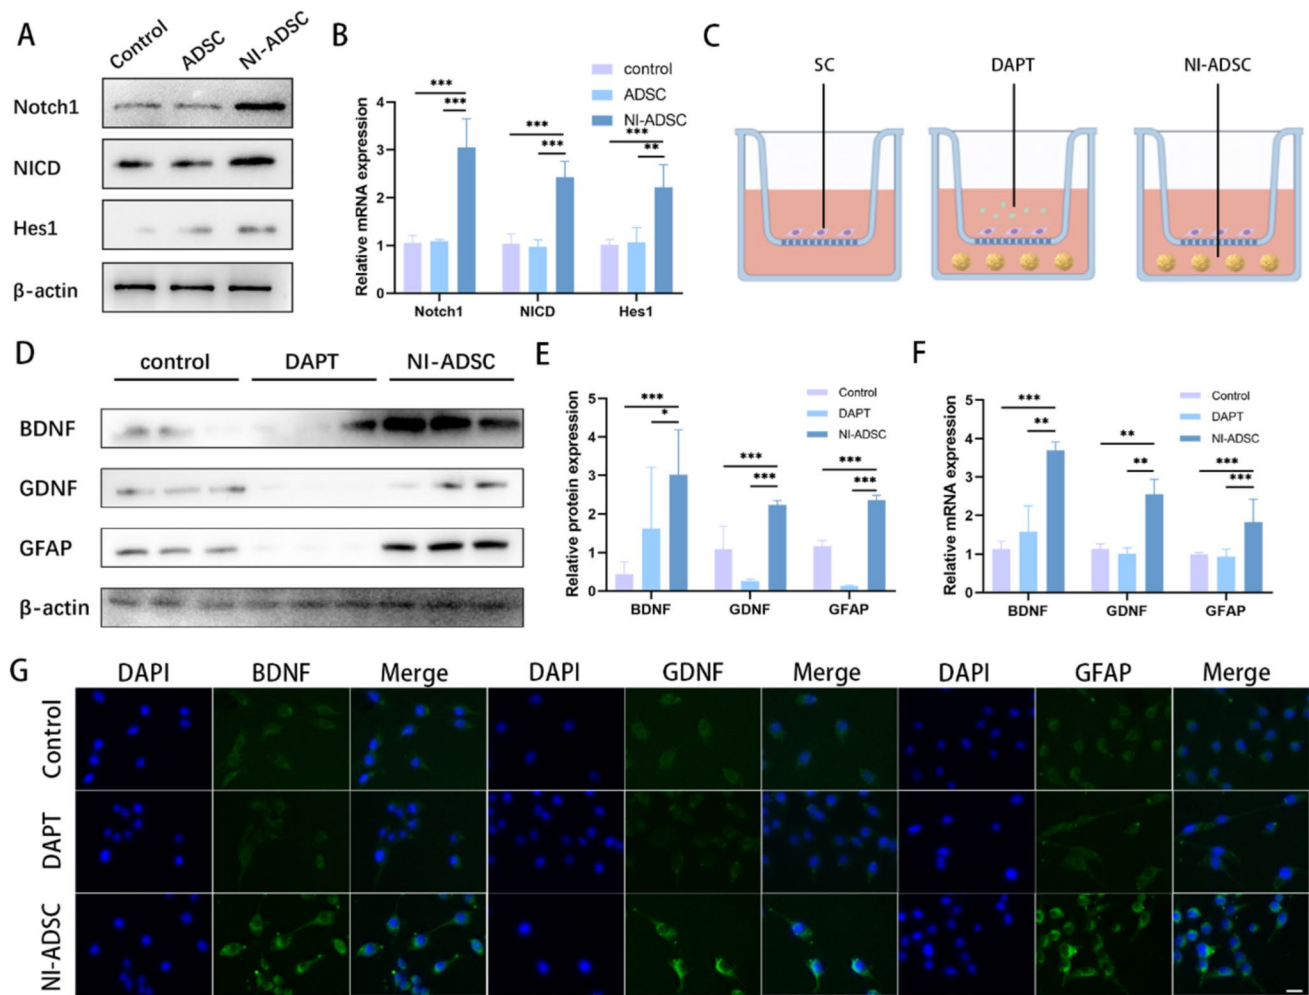 A
Control
ADSC
NI-ADSC
Notch1
NICD
Hes1
β-actin
B
control
ADSC
NI-ADSC
Relative mRNA expression
4
3
2
1
0
***
***
***
***
***
**
Notch1
NICD
Hes1
C
SC
DAPT
NI-ADSC
D
control
DAPT
NI-ADSC
BDNF
GDNF
GFAP
β-actin
E
Control
DAPT
NI-ADSC
Relative protein expression
5
4
3
2
1
0
***
*
***
***
***
***
BDNF
GDNF
GFAP
F
Control
DAPT
NI-ADSC
Relative mRNA expression
5
4
3
2
1
0
***
**
**
**
***
***
BDNF
GDNF
GFAP
G
DAPI
BDNF
Merge
DAPI
GDNF
Merge
DAPI
GFAP
Merge
Control
DAPT
NI-ADSC